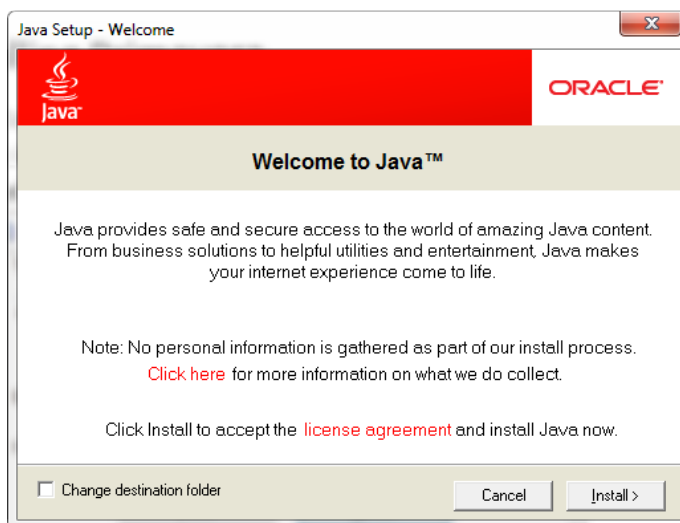 Java Setup - Welcome
Java™
ORACLE®
Welcome to Java™
Java provides safe and secure access to the world of amazing Java content.
From business solutions to helpful utilities and entertainment, Java makes
your internet experience come to life.
Note: No personal information is gathered as part of our install process.
Click here for more information on what we do collect.
Click Install to accept the license agreement and install Java now.
Change destination folder
Cancel
Install >